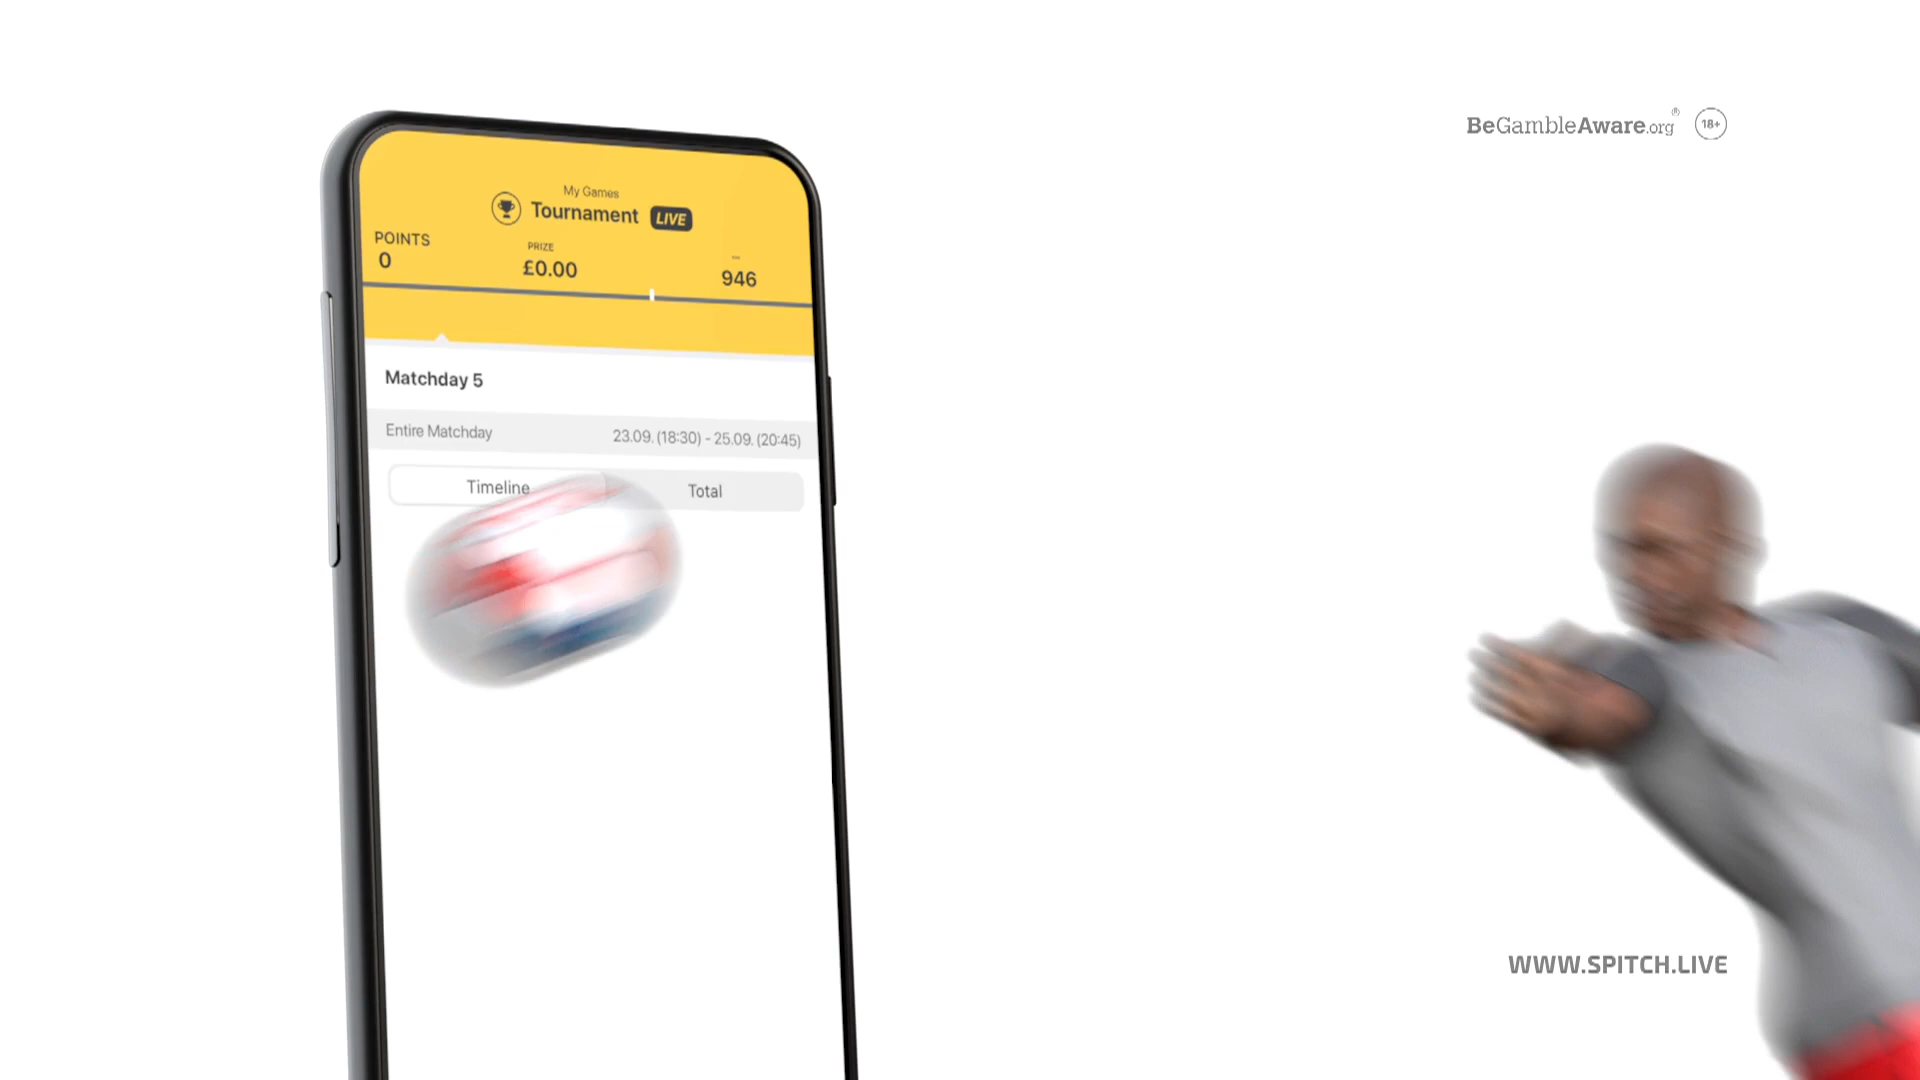 BeGambleAware.org®
18+
My Games
Tournament LIVE
POINTS
0
PRIZE
£0.00
946
Matchday 5
Entire Matchday 23.09. (18:30) - 25.09. (20:45)
Timeline Total
WWW.SPITCH.LIVE